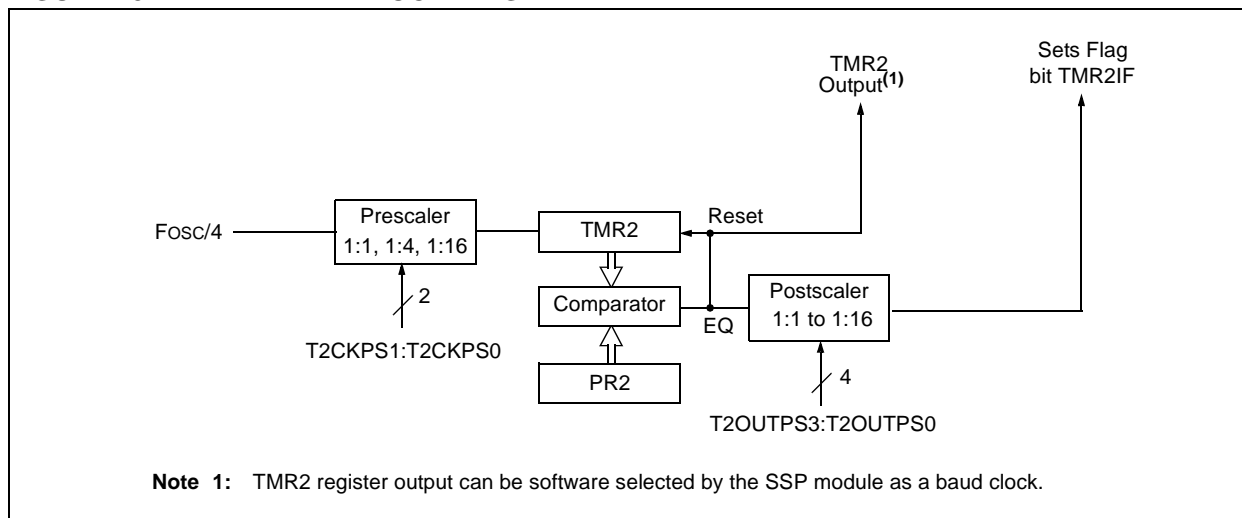 Sets Flag
bit TMR2IF
TMR2
Output(1)
Fosc/4
Prescaler
1:1, 1:4, 1:16
2
T2CKPS1:T2CKPS0
TMR2
Reset
Comparator
EQ
PR2
Postscaler
1:1 to 1:16
4
T2OUTPS3:T2OUTPS0
Note 1: TMR2 register output can be software selected by the SSP module as a baud clock.